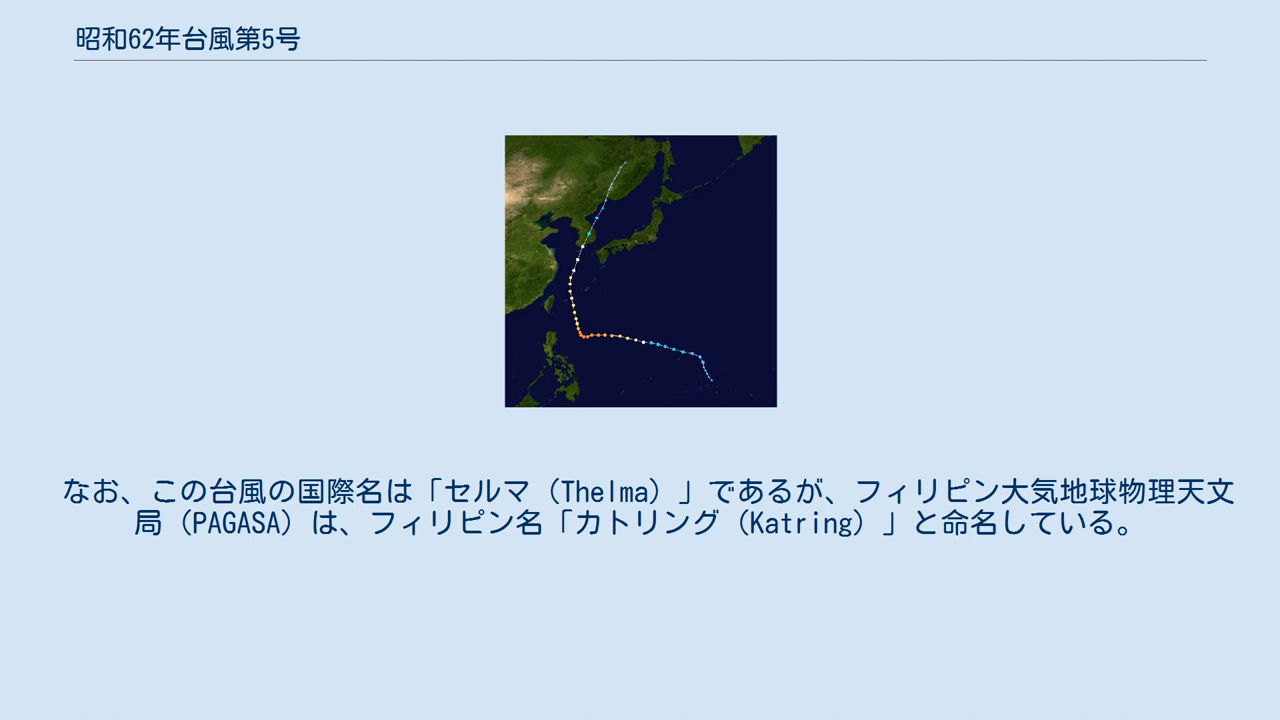 昭和62年台風第5号
なお、この台風の国際名は「セルマ（Thelma）」であるが、フィリピン大気地球物理天文
局（PAGASA）は、フィリピン名「カトリング（Katring）」と命名している。